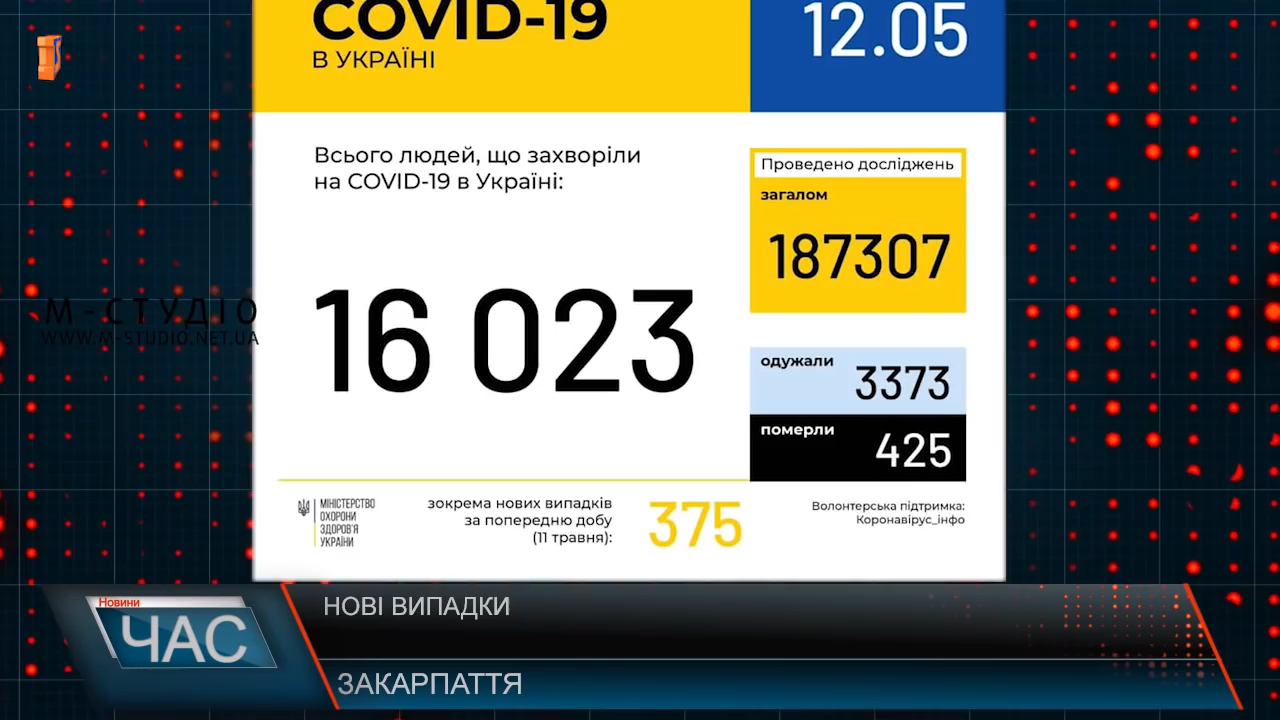 COVID-19
В УКРАЇНІ
12.05
Всього людей, що захворіли
на COVID-19 в Україні:
16 023
Проведено досліджень
загалом
187307
одужали
3373
померли
425
МІНІСТЕРСТВО
ОХОРОНИ
ЗДОРОВ'Я
УКРАЇНИ
зокрема нових випадків
за попередню добу
(11 травня):
375
Волонтерська підтримка:
Коронавірус_інфо
М-СТУДІО
WWW.M-STUDIO.NET.UA
Новини
ЧАС
НОВІ ВИПАДКИ
ЗАКАРПАТТЯ